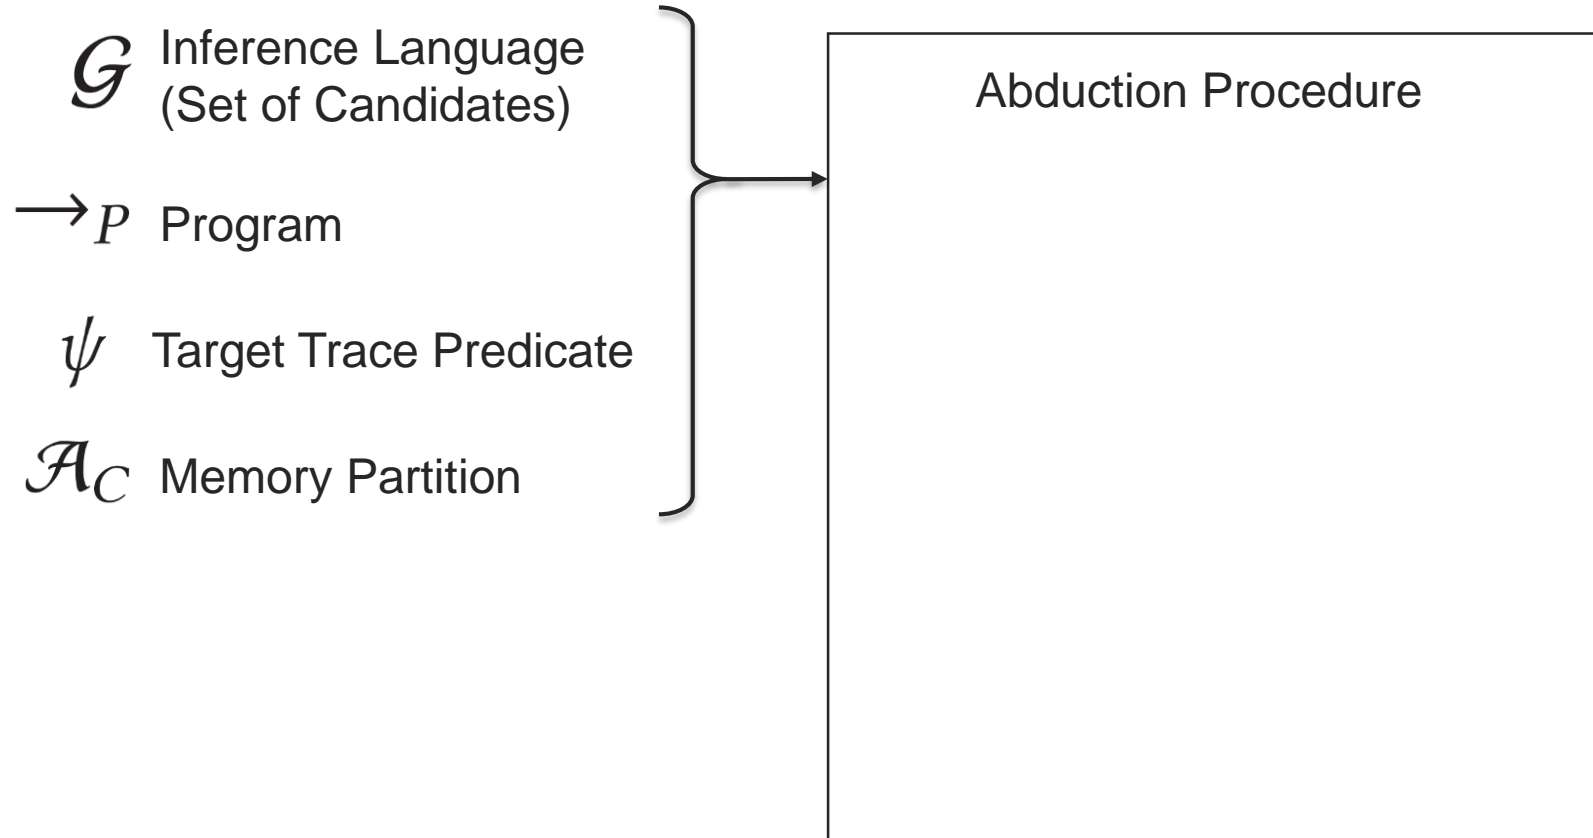 𝒢 Inference Language
(Set of Candidates)
→P Program
ψ Target Trace Predicate
𝒜C Memory Partition
Abduction Procedure